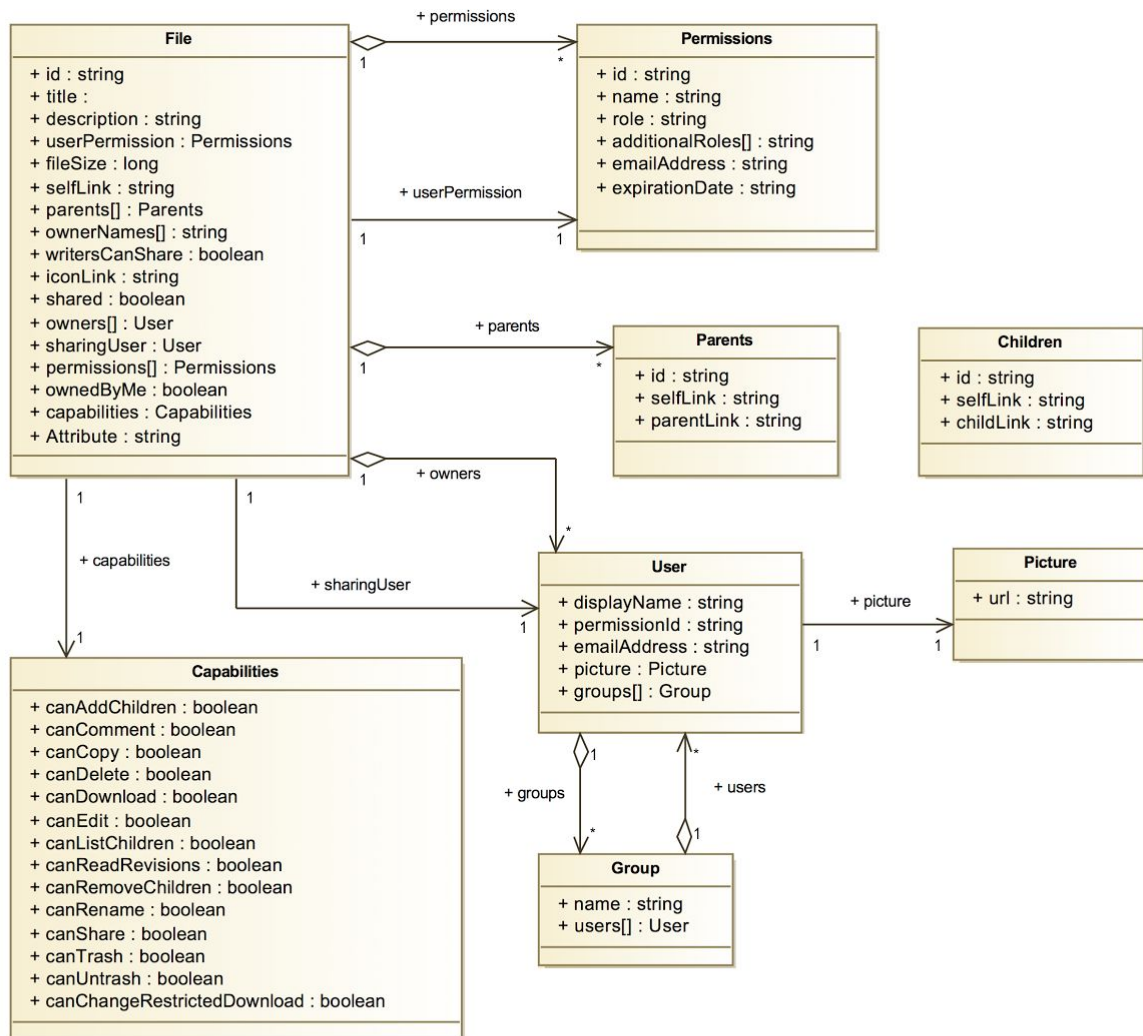 File
+ id : string
+ title :
+ description : string
+ userPermission : Permissions
+ fileSize : long
+ selfLink : string
+ parents[] : Parents
+ ownerNames[] : string
+ writersCanShare : boolean
+ iconLink : string
+ shared : boolean
+ owners[] : User
+ sharingUser : User
+ permissions[] : Permissions
+ ownedByMe : boolean
+ capabilities : Capabilities
+ Attribute : string
+ permissions
1
*
Permissions
+ id : string
+ name : string
+ role : string
+ additionalRoles[] : string
+ emailAddress : string
+ expirationDate : string
+ userPermission
1
1
+ parents
1
*
Parents
+ id : string
+ selfLink : string
+ parentLink : string
Children
+ id : string
+ selfLink : string
+ childLink : string
1
+ owners
*
1
+ capabilities
1
1
+ sharingUser
1
User
+ displayName : string
+ permissionId : string
+ emailAddress : string
+ picture : Picture
+ groups[] : Group
+ picture
1
1
Picture
+ url : string
Capabilities
+ canAddChildren : boolean
+ canComment : boolean
+ canCopy : boolean
+ canDelete : boolean
+ canDownload : boolean
+ canEdit : boolean
+ canListChildren : boolean
+ canReadRevisions : boolean
+ canRemoveChildren : boolean
+ canRename : boolean
+ canShare : boolean
+ canTrash : boolean
+ canUntrash : boolean
+ canChangeRestrictedDownload : boolean
1
+ groups
*
*
+ users
1
Group
+ name : string
+ users[] : User